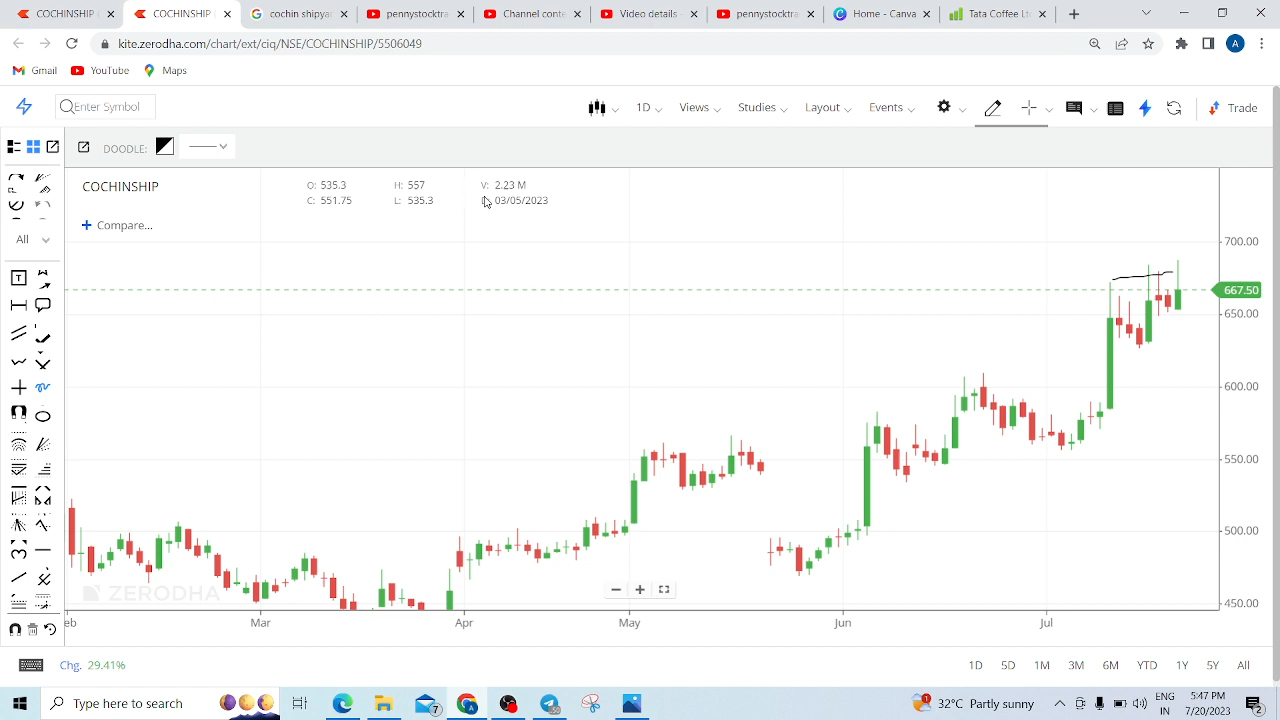 COCHINSHIP
COCHINSHIP
cochin shipyar
pennystocktra
Channel conte
Video details -
pennystocktra
Home - Canva
Tata Coffee Lt
kite.zerodha.com/chart/ext/ciq/NSE/COCHINSHIP/5506049
A
Gmail YouTube Maps
Enter Symbol 1D Views Studies Layout Events Trade
DOODLE:
COCHINSHIP O: 535.3 H: 557 V: 2.23 M
C: 551.75 L: 535.3 03/05/2023
Compare...
All
T
700.00
667.50
650.00
600.00
550.00
500.00
450.00
ZERODHA
eb Mar Apr May Jun Jul
Chg. 29.41% 1D 5D 1M 3M 6M YTD 1Y 5Y All
Type here to search 7 A 1 32°C Partly sunny ENG 5:47 PM
IN 7/20/2023 2